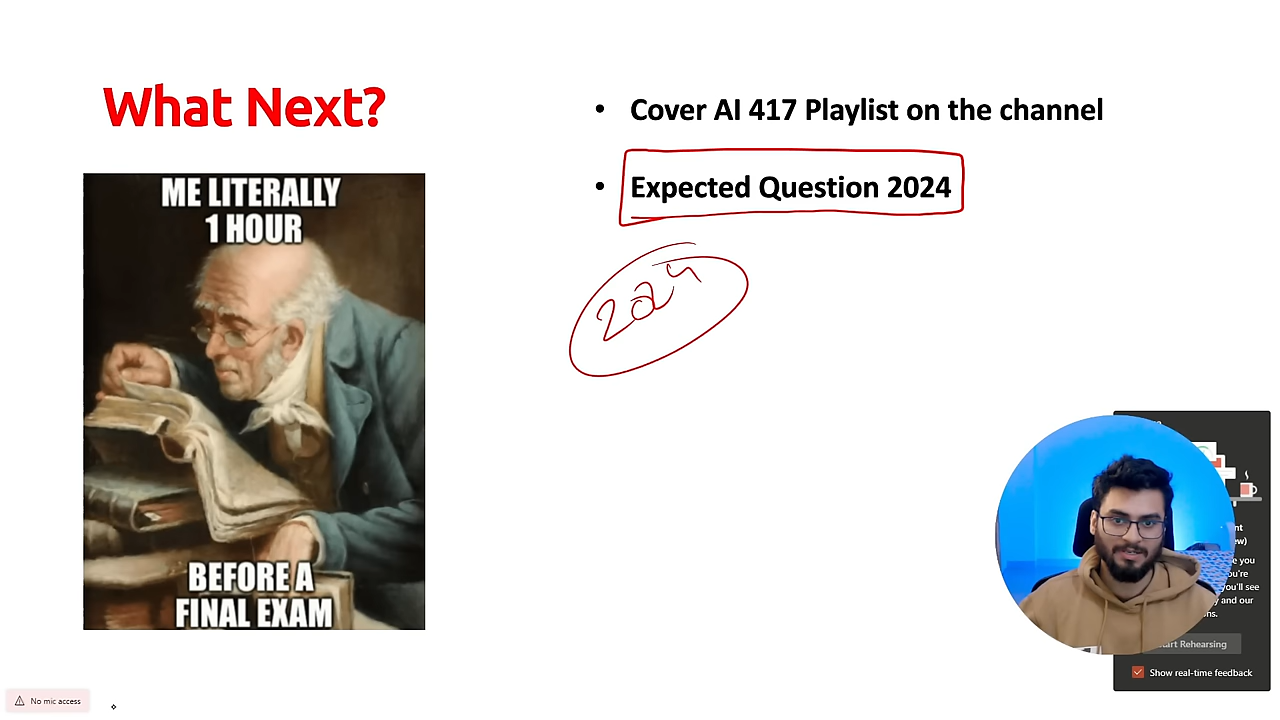 What Next?
ME LITERALLY
1 HOUR
BEFORE A
FINAL EXAM
• Cover AI 417 Playlist on the channel
• Expected Question 2024
2024
No mic access
Start Rehearsing
Show real-time feedback